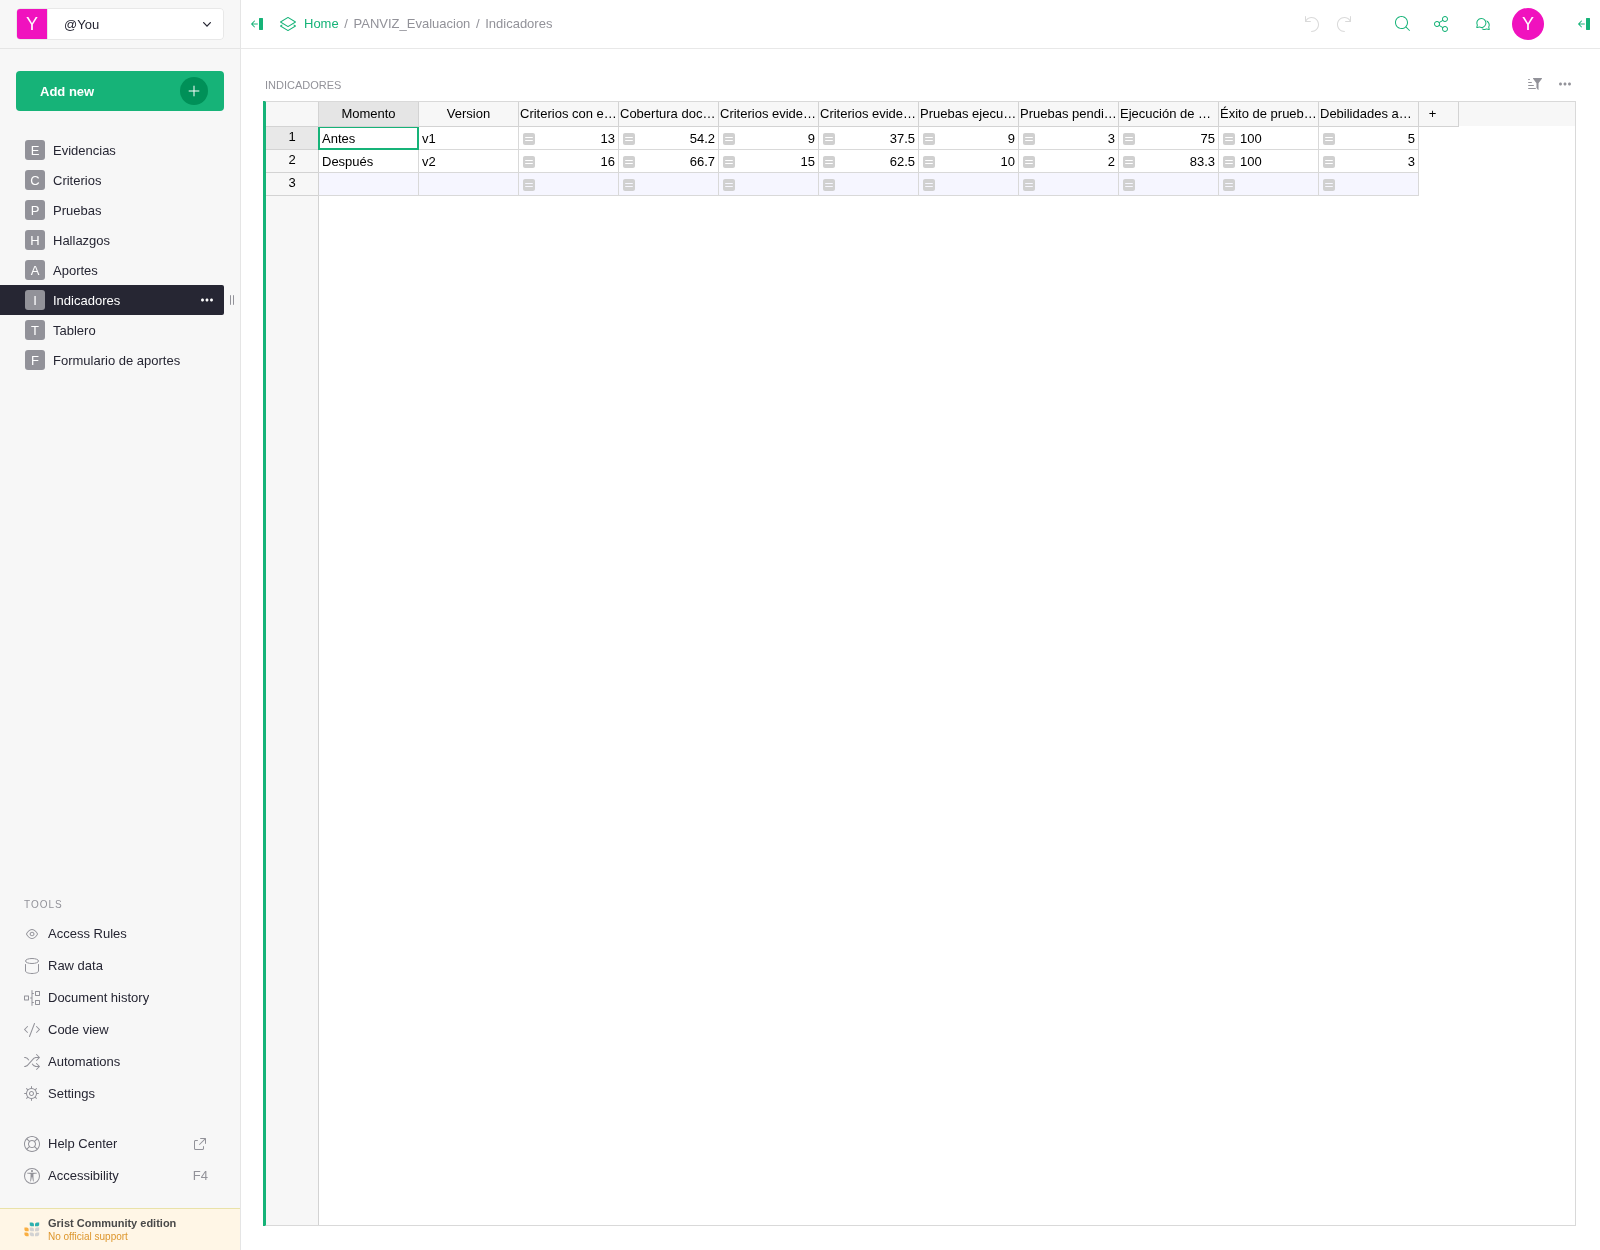 Y @You
Home / PANVIZ_Evaluacion / Indicadores
Y
Add new
Evidencias
Criterios
Pruebas
Hallazgos
Aportes
Indicadores
Tablero
Formulario de aportes
E
C
P
H
A
I
T
F
INDICADORES
Momento Version Criterios con e… Cobertura doc… Criterios evide… Criterios evide… Pruebas ejecu… Pruebas pendi… Ejecución de … Éxito de prueb… Debilidades a… +
1 Antes v1 13 54.2 9 37.5 9 3 75 100 5
2 Después v2 16 66.7 15 62.5 10 2 83.3 100 3
3
TOOLS
Access Rules
Raw data
Document history
Code view
Automations
Settings
Help Center
Accessibility F4
Grist Community edition
No official support